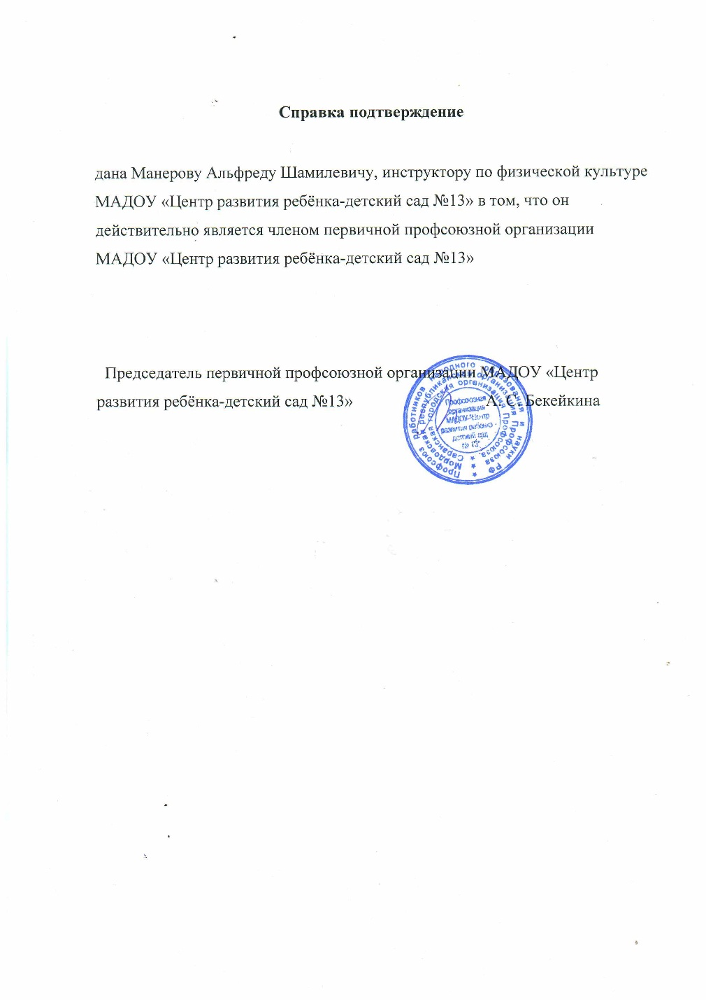 Справка подтверждение
дана Манерову Альфреду Шамилевичу, инструктору по физической культуре
МАДОУ «Центр развития ребёнка-детский сад №13» в том, что он
действительно является членом первичной профсоюзной организации
МАДОУ «Центр развития ребёнка-детский сад №13»
Председатель первичной профсоюзной организации МАДОУ «Центр
развития ребёнка-детский сад №13» А. С. Бекейкина
Профсоюз работников народного образования и науки РФ
Мордовская республиканская организация Профсоюза
Саранская городская организация Профсоюза
Профсоюзная
организация
МАДОУ "Центр
развития ребенка -
детский сад
№ 13"